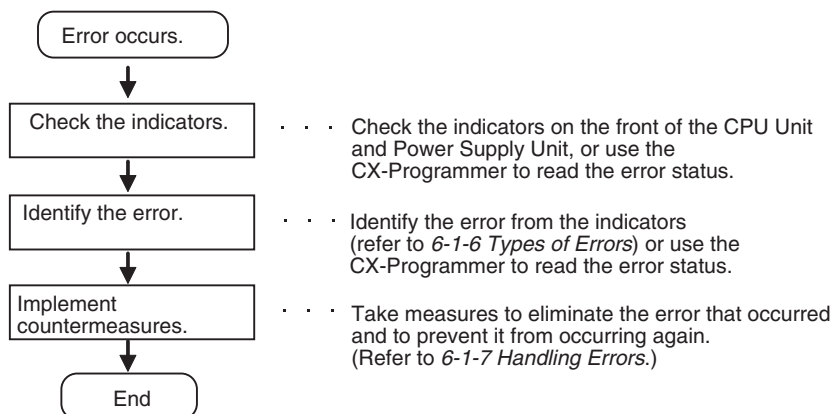 Error occurs.
Check the indicators.
. . . Check the indicators on the front of the CPU Unit
and Power Supply Unit, or use the
CX-Programmer to read the error status.
Identify the error.
. . . Identify the error from the indicators
(refer to 6-1-6 Types of Errors) or use the
CX-Programmer to read the error status.
Implement
countermeasures.
. . . Take measures to eliminate the error that occurred
and to prevent it from occurring again.
(Refer to 6-1-7 Handling Errors.)
End